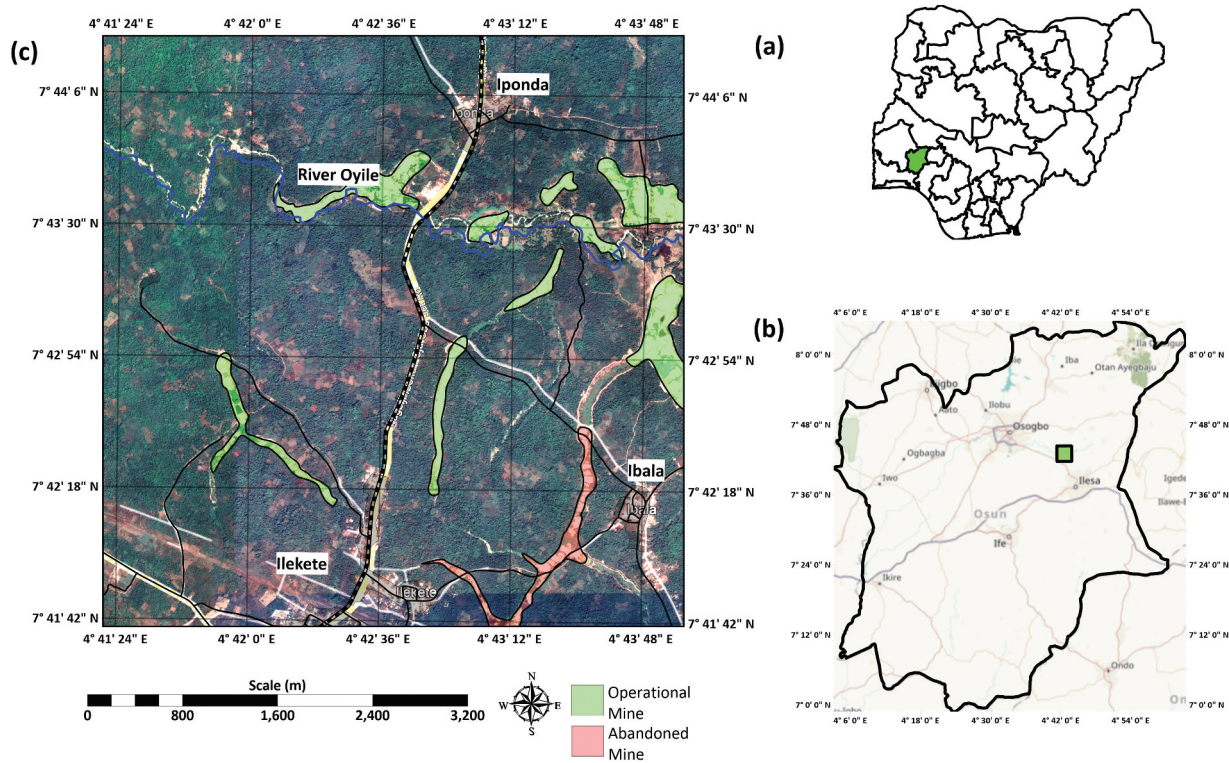 (c)
4° 41' 24" E 4° 42' 0" E 4° 42' 36" E 4° 43' 12" E 4° 43' 48" E
7° 44' 6" N
7° 43' 30" N
7° 42' 54" N
7° 42' 18" N
7° 41' 42" N
Iponda
Iponda
River Oyile
Ibala
Ibala
Ilekete
Ilekete
7° 44' 6" N
7° 43' 30" N
7° 42' 54" N
7° 42' 18" N
7° 41' 42" N
4° 41' 24" E 4° 42' 0" E 4° 42' 36" E 4° 43' 12" E 4° 43' 48" E
Scale (m)
0 800 1,600 2,400 3,200
N
W E
S
Operational
Mine
Abandoned
Mine
(a)
(b)
4° 6' 0" E 4° 18' 0" E 4° 30' 0" E 4° 42' 0" E 4° 54' 0" E
8° 0' 0" N
7° 48' 0" N
7° 36' 0" N
7° 24' 0" N
7° 12' 0" N
7° 0' 0" N
Iba
Otan Ayegbaju
Ilobu
Osogbo
Ogbagba
Iwo
Ilesa
Osun
Ife
Ikire
Ondo
Igede
Ilawe-E
8° 0' 0" N
7° 48' 0" N
7° 36' 0" N
7° 24' 0" N
7° 12' 0" N
7° 0' 0" N
4° 6' 0" E 4° 18' 0" E 4° 30' 0" E 4° 42' 0" E 4° 54' 0" E